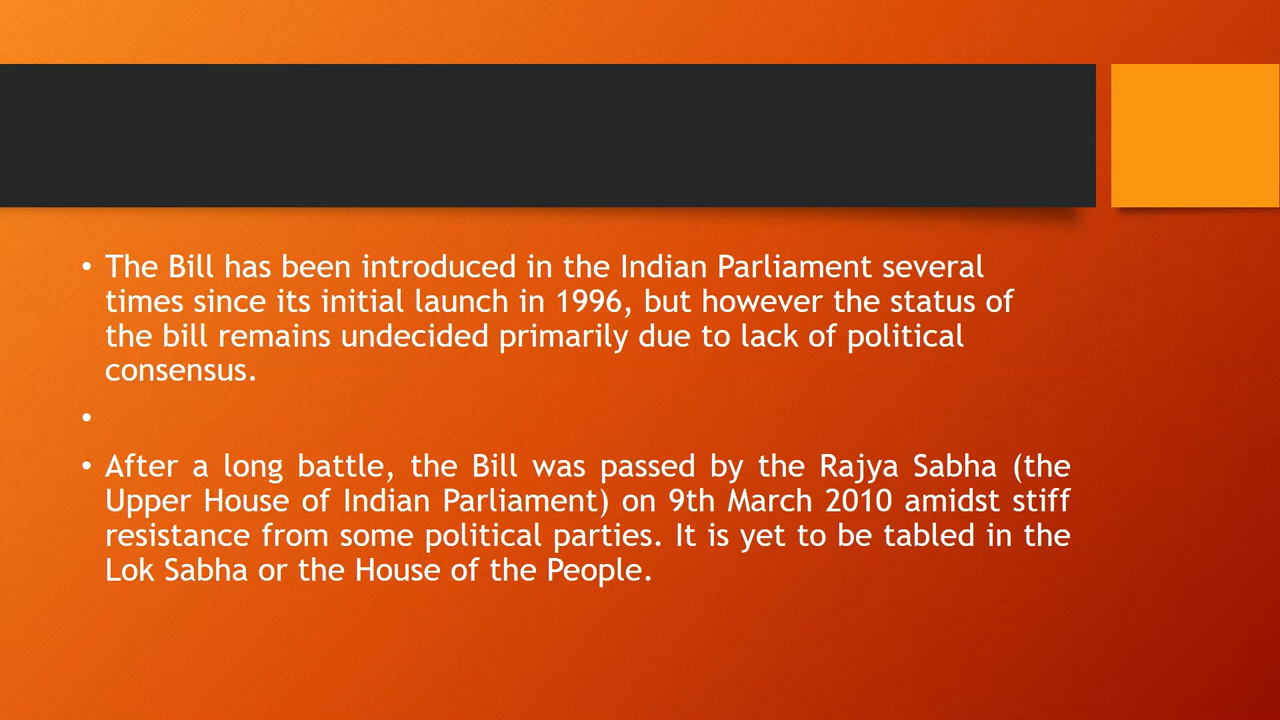 • The Bill has been introduced in the Indian Parliament several
times since its initial launch in 1996, but however the status of
the bill remains undecided primarily due to lack of political
consensus.
•
• After a long battle, the Bill was passed by the Rajya Sabha (the
Upper House of Indian Parliament) on 9th March 2010 amidst stiff
resistance from some political parties. It is yet to be tabled in the
Lok Sabha or the House of the People.